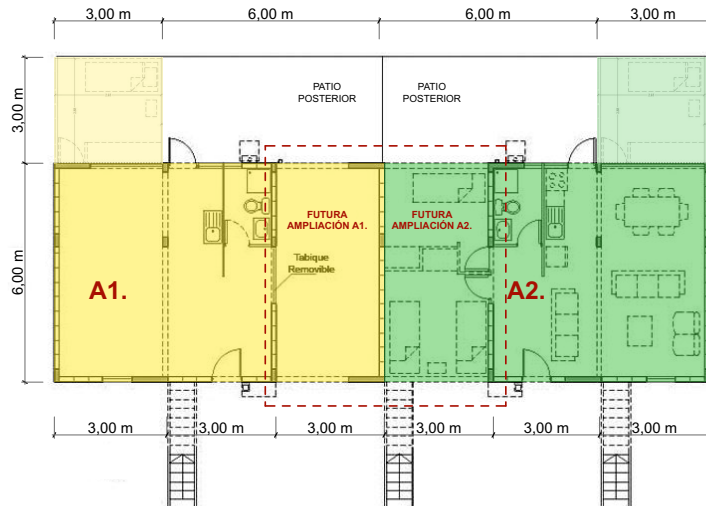 3,00 m 6,00 m 6,00 m 3,00 m
3,00 m
PATIO
POSTERIOR
PATIO
POSTERIOR
6,00 m
FUTURA
AMPLIACIÓN A1.
FUTURA
AMPLIACIÓN A2.
Tabique
Removible
A1.
A2.
3,00 m 3,00 m 3,00 m 3,00 m 3,00 m 3,00 m